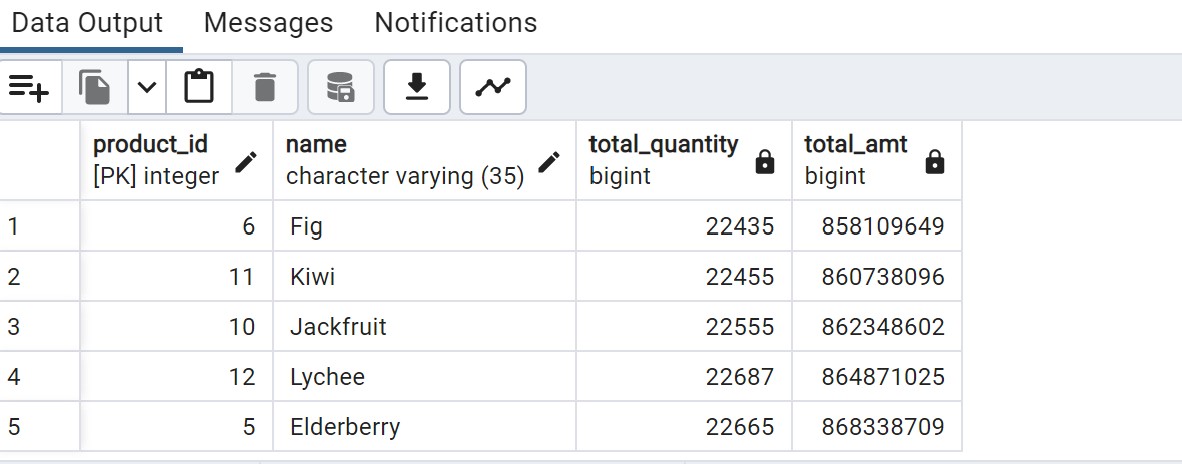 Data Output Messages Notifications
product_id name total_quantity total_amt
[PK] integer character varying (35) bigint bigint
1 6 Fig 22435 858109649
2 11 Kiwi 22455 860738096
3 10 Jackfruit 22555 862348602
4 12 Lychee 22687 864871025
5 5 Elderberry 22665 868338709